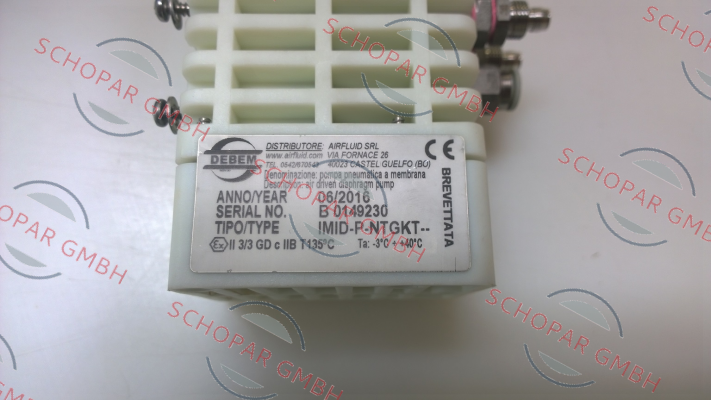 DISTRIBUTORE: AIRFLUID SRL
www.airfluid.com VIA FORNACE 26
40023 CASTEL GUELFO (BO)
DEBEM
Denominazione: pompa pneumatica a membrana
Description: air driven diaphragm pump
ANNO/YEAR 06/2016
SERIAL NO. B 0149230
TIPO/TYPE IMID-P-NTGKT--
Ex II 3/3 GD c IIB T135°C Ta: -3°C ÷ +40°C
CE
BREVETTATA
SCHOPAR GMBH
SCHOPAR GMBH
SCHOPAR GMBH
SCHOPAR GMBH
SCHOPAR GMBH
SCHOPAR GMBH